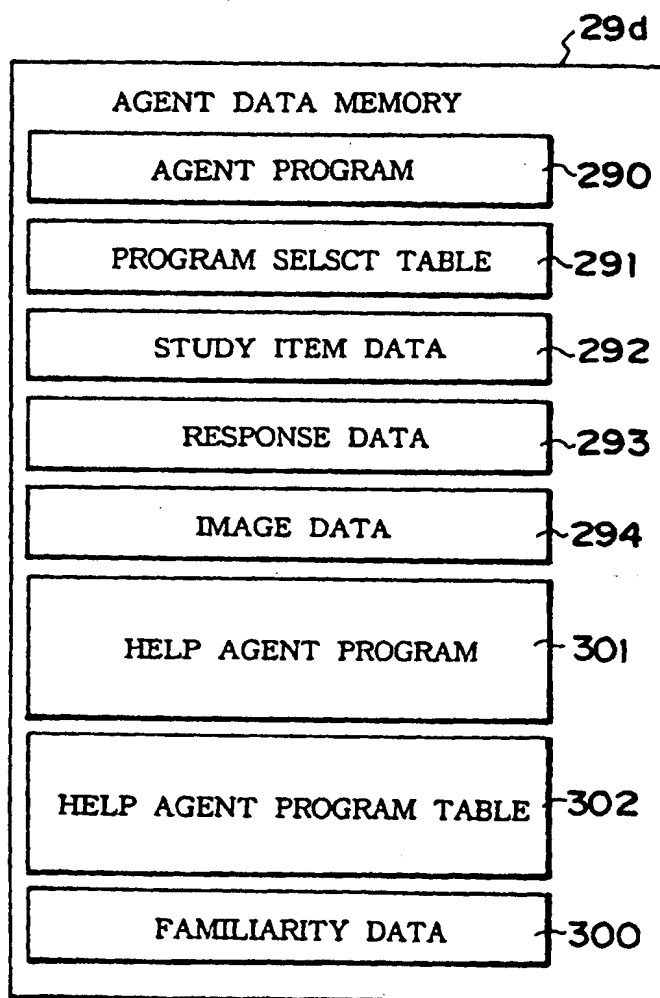 29d
AGENT DATA MEMORY
AGENT PROGRAM 290
PROGRAM SELSCT TABLE 291
STUDY ITEM DATA 292
RESPONSE DATA 293
IMAGE DATA 294
HELP AGENT PROGRAM 301
HELP AGENT PROGRAM TABLE 302
FAMILIARITY DATA 300